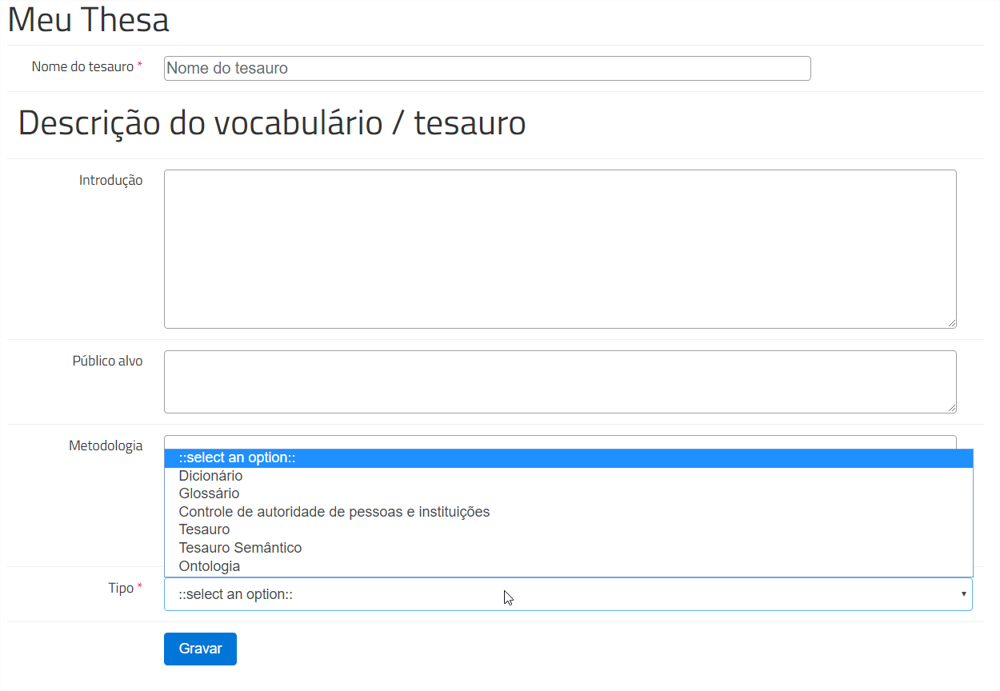 Meu Thesa
Nome do tesauro *
Nome do tesauro
Descrição do vocabulário / tesauro
Introdução
Público alvo
Metodologia
::select an option::
Dicionário
Glossário
Controle de autoridade de pessoas e instituições
Tesauro
Tesauro Semântico
Ontologia
Tipo *
::select an option::
Gravar